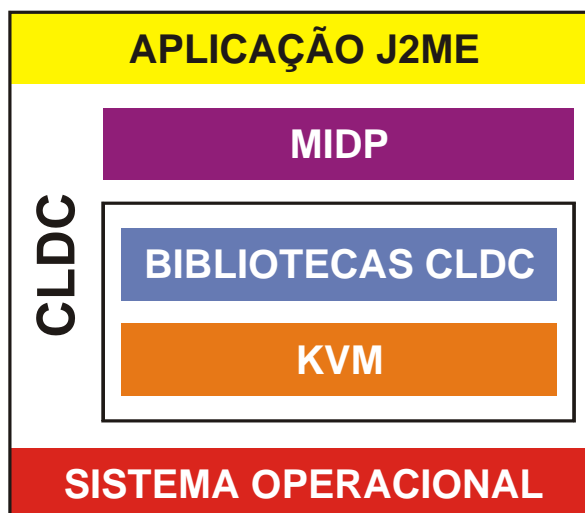 APLICAÇÃO J2ME
CLDC
MIDP
BIBLIOTECAS CLDC
KVM
SISTEMA OPERACIONAL